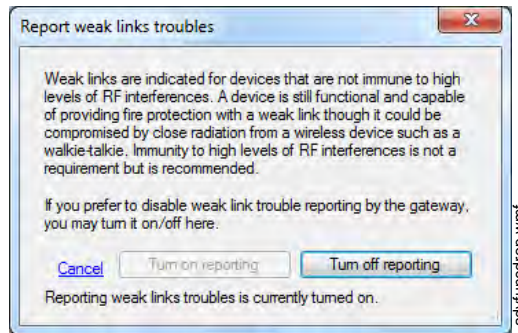 Report weak links troubles
Weak links are indicated for devices that are not immune to high
levels of RF interferences. A device is still functional and capable
of providing fire protection with a weak link though it could be
compromised by close radiation from a wireless device such as a
walkie-talkie. Immunity to high levels of RF interferences is not a
requirement but is recommended.
If you prefer to disable weak link trouble reporting by the gateway,
you may turn it on/off here.
Cancel Turn on reporting Turn off reporting
Reporting weak links troubles is currently turned on.